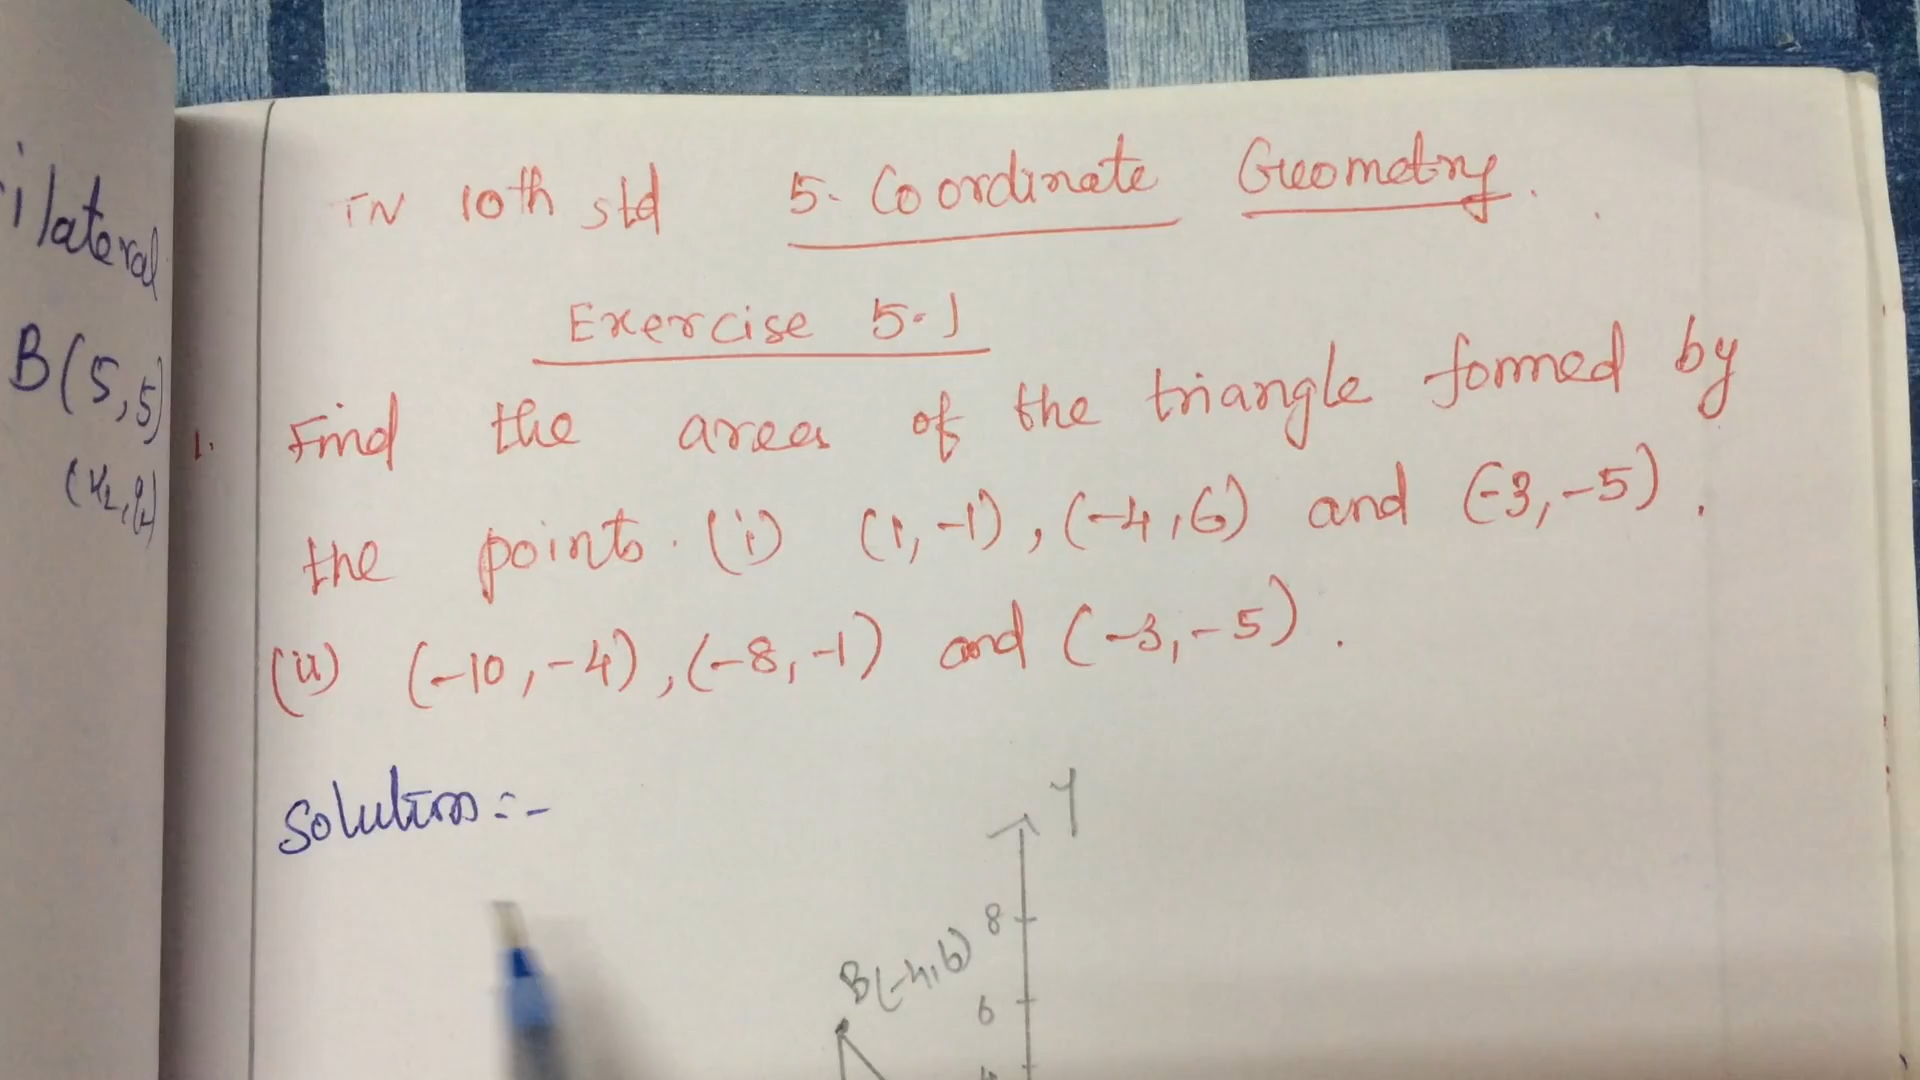 ilateral
B(5,5)
TN 10th std 5. Coordinate Geometry.
Exercise 5.1
1. Find the area of the triangle formed by
the points. (i) (1,-1), (-4,6) and (-3,-5).
(ii) (-10,-4), (-8,-1) and (-3,-5).
Solution:-
Y
8
B(-4,6)
6
4